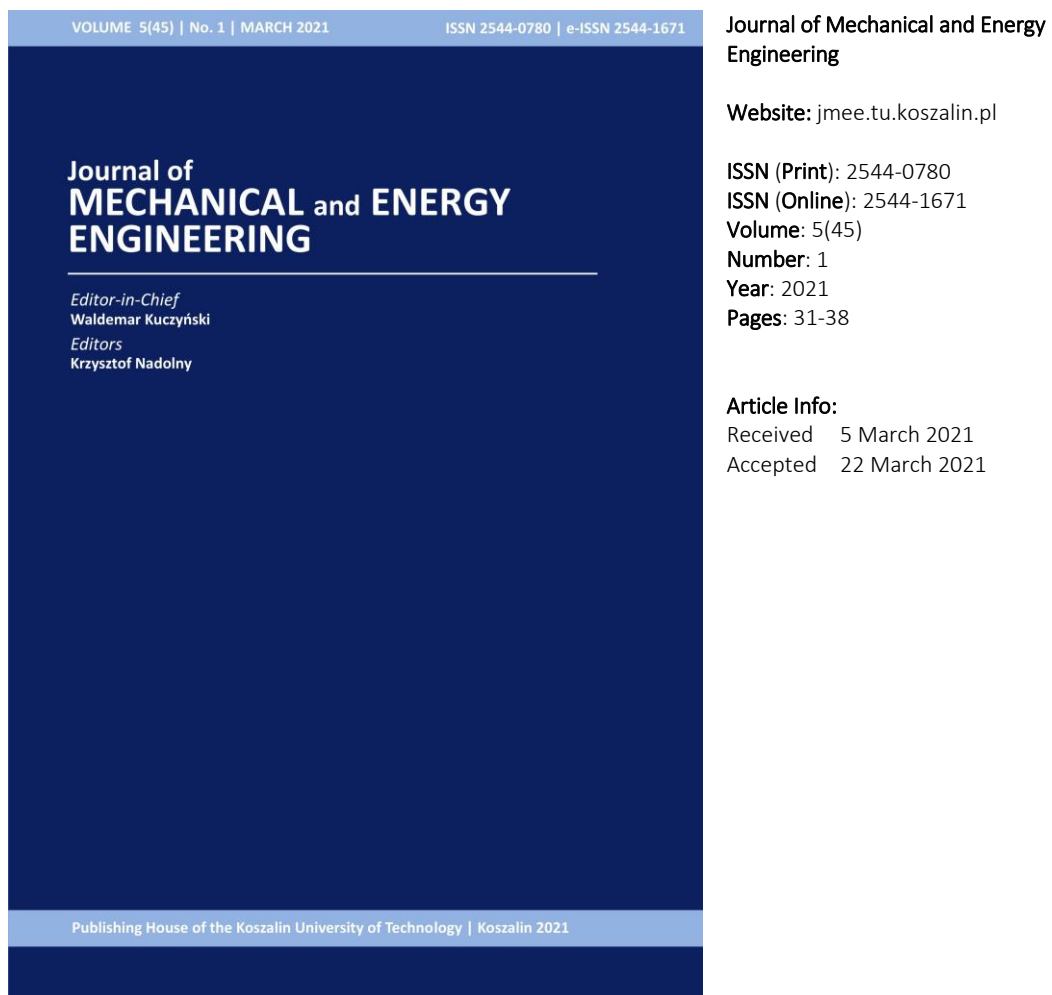 VOLUME 5(45) | No. 1 | MARCH 2021
ISSN 2544-0780 | e-ISSN 2544-1671
Journal of
MECHANICAL and ENERGY
ENGINEERING
Editor-in-Chief
Waldemar Kuczyński
Editors
Krzysztof Nadolny
Publishing House of the Koszalin University of Technology | Koszalin 2021
Journal of Mechanical and Energy
Engineering
Website: jmee.tu.koszalin.pl
ISSN (Print): 2544-0780
ISSN (Online): 2544-1671
Volume: 5(45)
Number: 1
Year: 2021
Pages: 31-38
Article Info:
Received 5 March 2021
Accepted 22 March 2021